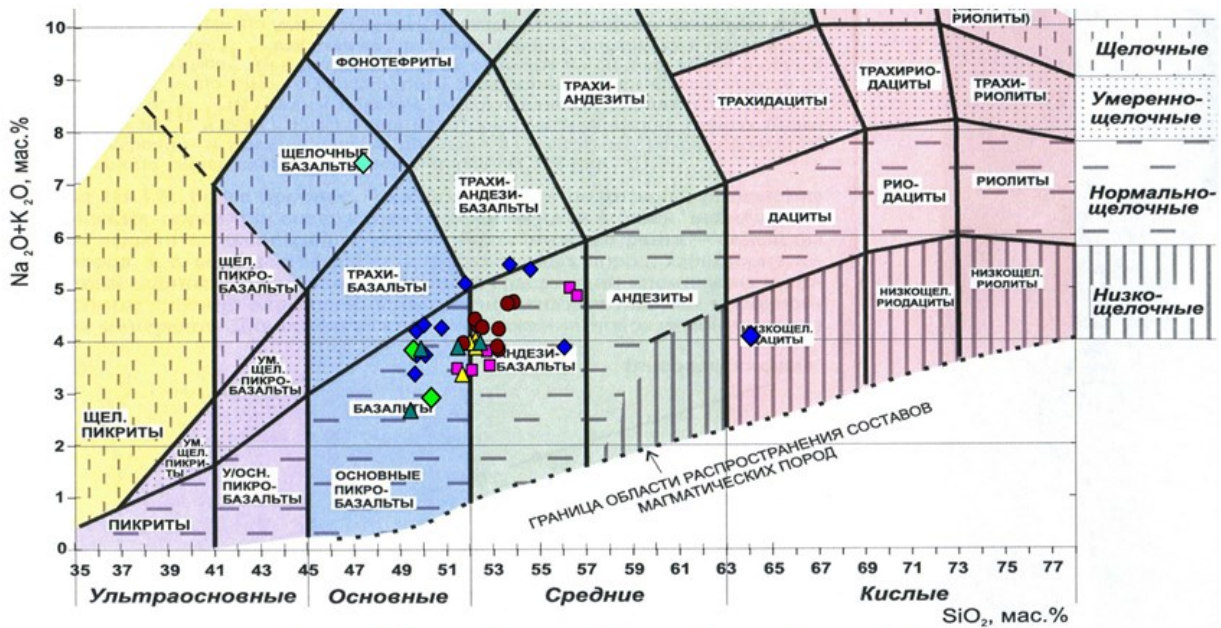 Na₂O+K₂O, мас.%
10
9
8
7
6
5
4
3
2
1
0
35 37 39 41 43 45 47 49 51 53 55 57 59 61 63 65 67 69 71 73 75 77
Ультраосновные
Основные
Средние
Кислые
SiO₂, мас.%
ФОНОТЕФРИТЫ
ТРАХИ-
АНДЕЗИТЫ
ТРАХИДАЦИТЫ
ТРАХИРИО-
ДАЦИТЫ
РИОЛИТЫ)
ТРАХИ-
РИОЛИТЫ
ЩЕЛОЧНЫЕ
БАЗАЛЬТЫ
ТРАХИ-
АНДЕЗИ-
БАЗАЛЬТЫ
ДАЦИТЫ
РИО-
ДАЦИТЫ
РИОЛИТЫ
ЩЕЛ.
ПИКРО-
БАЗАЛЬТЫ
ТРАХИ-
БАЗАЛЬТЫ
АНДЕЗИТЫ
НИЗКОЩЕЛ.
РИОДАЦИТЫ
НИЗКОЩЕЛ.
РИОЛИТЫ
НИЗКОЩЕЛ.
ДАЦИТЫ
УМ.
ЩЕЛ.
ПИКРО-
БАЗАЛЬТЫ
АНДЕЗИ-
БАЗАЛЬТЫ
БАЗАЛЬТЫ
ЩЕЛ.
ПИКРИТЫ
УМ.
ЩЕЛ.
ПИКРИ-
ТЫ
У/ОСН.
ПИКРО-
БАЗАЛЬТЫ
ОСНОВНЫЕ
ПИКРО-
БАЗАЛЬТЫ
ПИКРИТЫ
ГРАНИЦА ОБЛАСТИ РАСПРОСТРАНЕНИЯ СОСТАВОВ
МАГМАТИЧЕСКИХ ПОРОД
Щелочные
Умеренно-
щелочные
Нормально-
щелочные
Низко-
щелочные